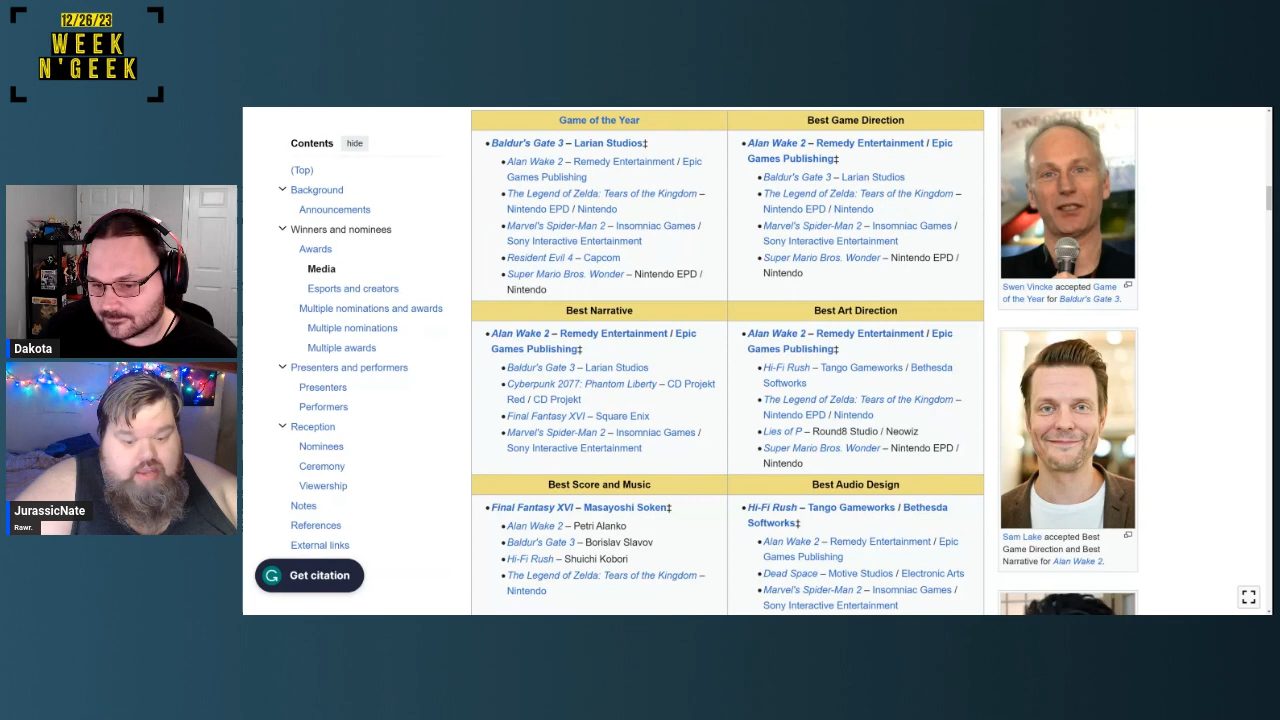 12/26/23
WEEK
N'GEEK
Dakota
JurassicNate
Rawr.
Contents hide
(Top)
Background
Announcements
Winners and nominees
Awards
Media
Esports and creators
Multiple nominations and awards
Multiple nominations
Multiple awards
Presenters and performers
Presenters
Performers
Reception
Nominees
Ceremony
Viewership
Notes
References
External links
Get citation
Game of the Year
Baldur's Gate 3 – Larian Studios‡
Alan Wake 2 – Remedy Entertainment / Epic
Games Publishing
The Legend of Zelda: Tears of the Kingdom –
Nintendo EPD / Nintendo
Marvel's Spider-Man 2 – Insomniac Games /
Sony Interactive Entertainment
Resident Evil 4 – Capcom
Super Mario Bros. Wonder – Nintendo EPD /
Nintendo
Best Game Direction
Alan Wake 2 – Remedy Entertainment / Epic
Games Publishing‡
Baldur's Gate 3 – Larian Studios
The Legend of Zelda: Tears of the Kingdom –
Nintendo EPD / Nintendo
Marvel's Spider-Man 2 – Insomniac Games /
Sony Interactive Entertainment
Super Mario Bros. Wonder – Nintendo EPD /
Nintendo
Best Narrative
Alan Wake 2 – Remedy Entertainment / Epic
Games Publishing‡
Baldur's Gate 3 – Larian Studios
Cyberpunk 2077: Phantom Liberty – CD Projekt
Red / CD Projekt
Final Fantasy XVI – Square Enix
Marvel's Spider-Man 2 – Insomniac Games /
Sony Interactive Entertainment
Best Art Direction
Alan Wake 2 – Remedy Entertainment / Epic
Games Publishing‡
Hi-Fi Rush – Tango Gameworks / Bethesda
Softworks
The Legend of Zelda: Tears of the Kingdom –
Nintendo EPD / Nintendo
Lies of P – Round8 Studio / Neowiz
Super Mario Bros. Wonder – Nintendo EPD /
Nintendo
Best Score and Music
Final Fantasy XVI – Masayoshi Soken‡
Alan Wake 2 – Petri Alanko
Baldur's Gate 3 – Borislav Slavov
Hi-Fi Rush – Shuichi Kobori
The Legend of Zelda: Tears of the Kingdom –
Nintendo
Best Audio Design
Hi-Fi Rush – Tango Gameworks / Bethesda
Softworks‡
Alan Wake 2 – Remedy Entertainment / Epic
Games Publishing
Dead Space – Motive Studios / Electronic Arts
Marvel's Spider-Man 2 – Insomniac Games /
Sony Interactive Entertainment
Swen Vincke accepted Game
of the Year for Baldur's Gate 3.
Sam Lake accepted Best
Game Direction and Best
Narrative for Alan Wake 2.